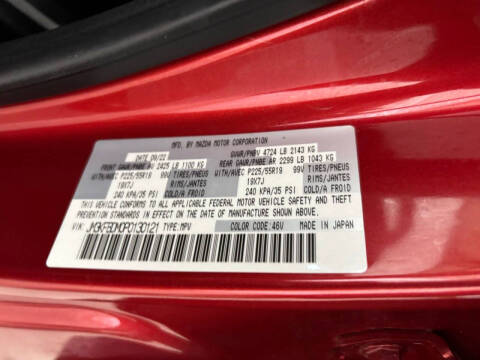 MFD. BY MAZDA MOTOR CORPORATION
DATE 09/22 GVWR/PNBV 4724 LB 2143 KG
FRONT GAWR/PNBE AV 2425 LB 1100 KG REAR GAWR/PNBE AR 2299 LB 1043 KG
WITH/AVEC P225/55R19 99V TIRES/PNEUS WITH/AVEC P225/55R19 99V TIRES/PNEUS
19X7J RIMS/JANTES 19X7J RIMS/JANTES
240 KPA/35 PSI COLD/A FROID 240 KPA/35 PSI COLD/A FROID
THIS VEHICLE CONFORMS TO ALL APPLICABLE FEDERAL MOTOR VEHICLE SAFETY AND THEFT
PREVENTION STANDARDS IN EFFECT ON THE DATE OF MANUFACTURE SHOWN ABOVE.
VIN: JM3KFBDM0P0130121 TYPE:MPV COLOR CODE:46V MADE IN JAPAN